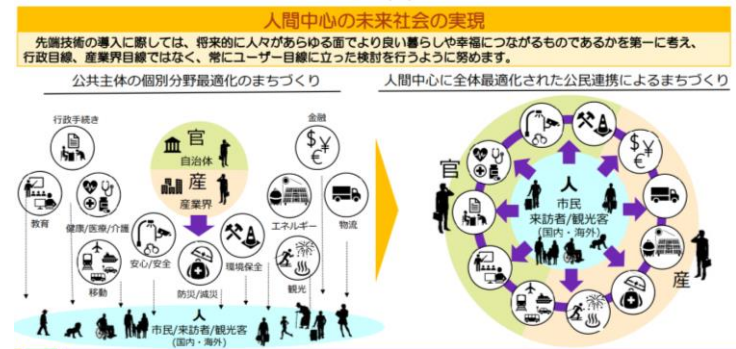 人間中心の未来社会の実現
先端技術の導入に際しては、将来的に人々があらゆる面でより良い暮らしや幸福につながるものであるかを第一に考え、
行政目線、産業界目線ではなく、常にユーザー目線に立った検討を行うように努めます。
公共主体の個別分野最適化のまちづくり
行政手続き
金融
官
自治体
産
産業界
教育
健康/医療/介護
エネルギー
物流
移動
安心/安全
防災/減災
環境保全
観光
人
市民/来訪者/観光客
(国内・海外)
人間中心に全体最適化された公民連携によるまちづくり
官
人
市民
来訪者/観光客
(国内・海外)
産